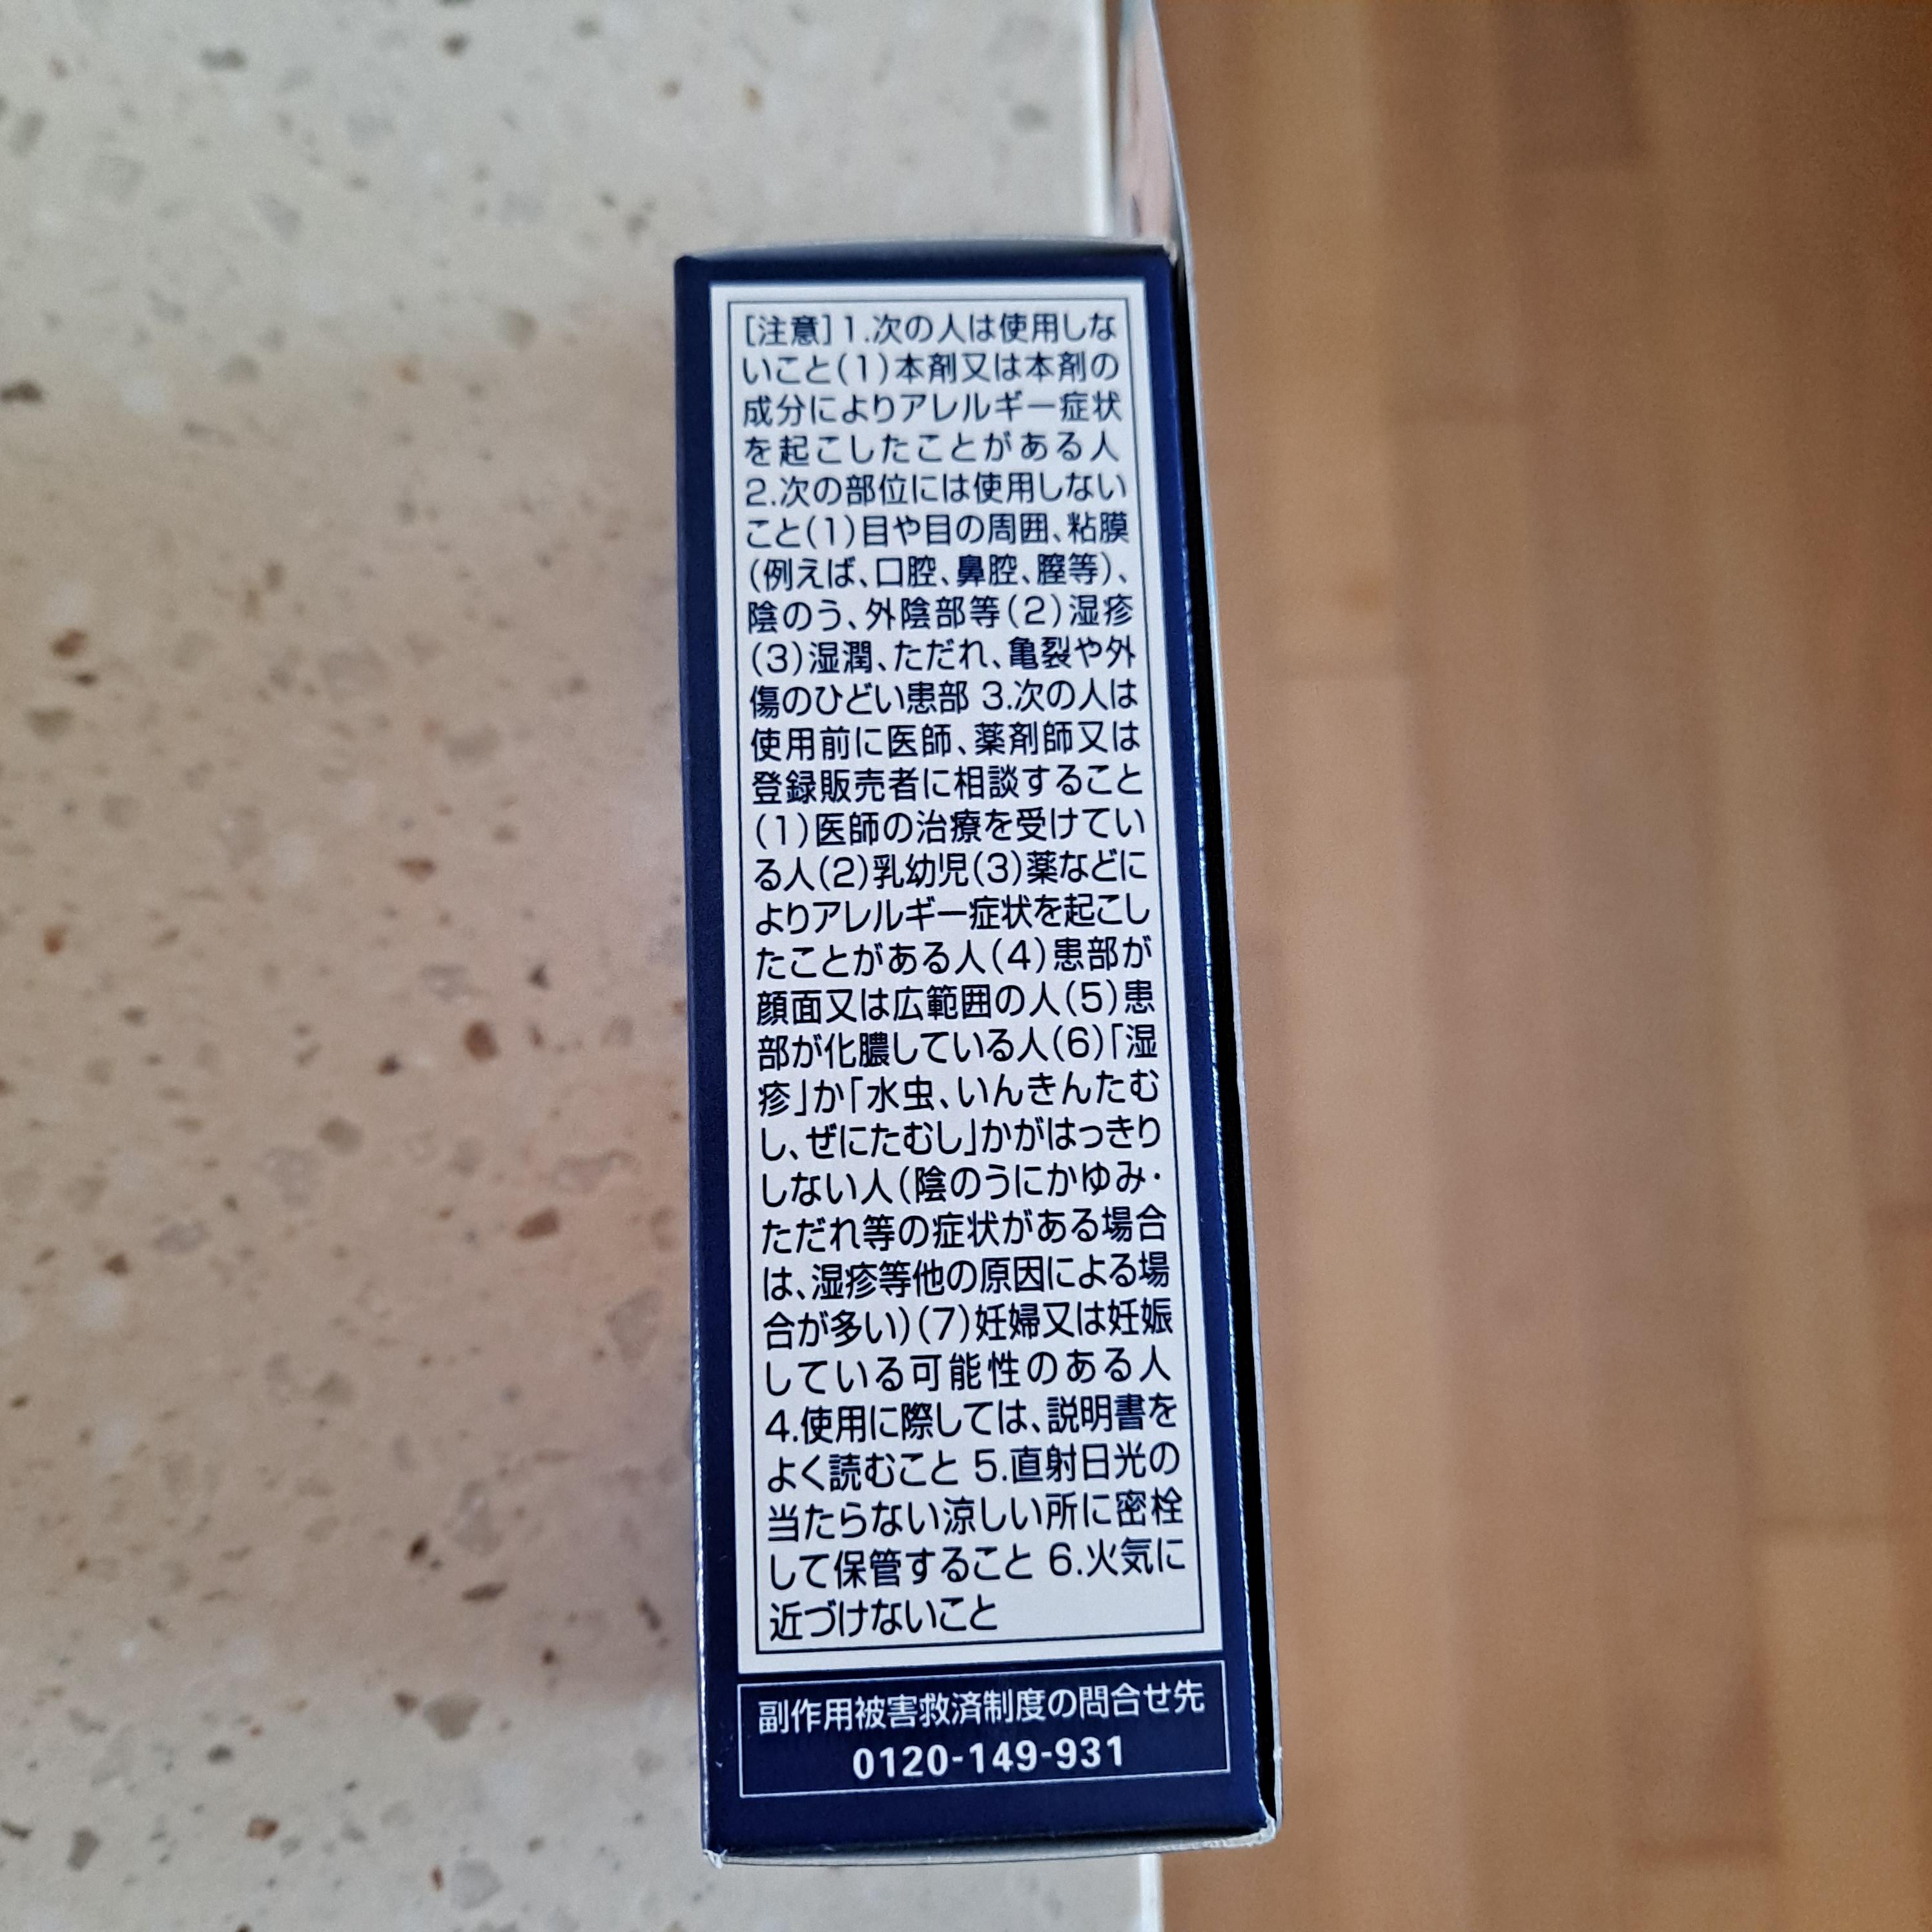 [注意]1.次の人は使用しな
いこと(1)本剤又は本剤の
成分によりアレルギー症状
を起こしたことがある人
2.次の部位には使用しない
こと(1)目や目の周囲、粘膜
(例えば、口腔、鼻腔、膣等)、
陰のう、外陰部等(2)湿疹
(3)湿潤、ただれ、亀裂や外
傷のひどい患部 3.次の人は
使用前に医師、薬剤師又は
登録販売者に相談すること
(1)医師の治療を受けてい
る人(2)乳幼児(3)薬などに
よりアレルギー症状を起こし
たことがある人(4)患部が
顔面又は広範囲の人(5)患
部が化膿している人(6)「湿
疹」か「水虫、いんきんたむ
し、ぜにたむし」かがはっきり
しない人(陰のうにかゆみ・
ただれ等の症状がある場合
は、湿疹等他の原因による場
合が多い)(7)妊婦又は妊娠
している可能性のある人
4.使用に際しては、説明書を
よく読むこと 5.直射日光の
当たらない涼しい所に密栓
して保管すること 6.火気に
近づけないこと
副作用被害救済制度の問合せ先
0120-149-931